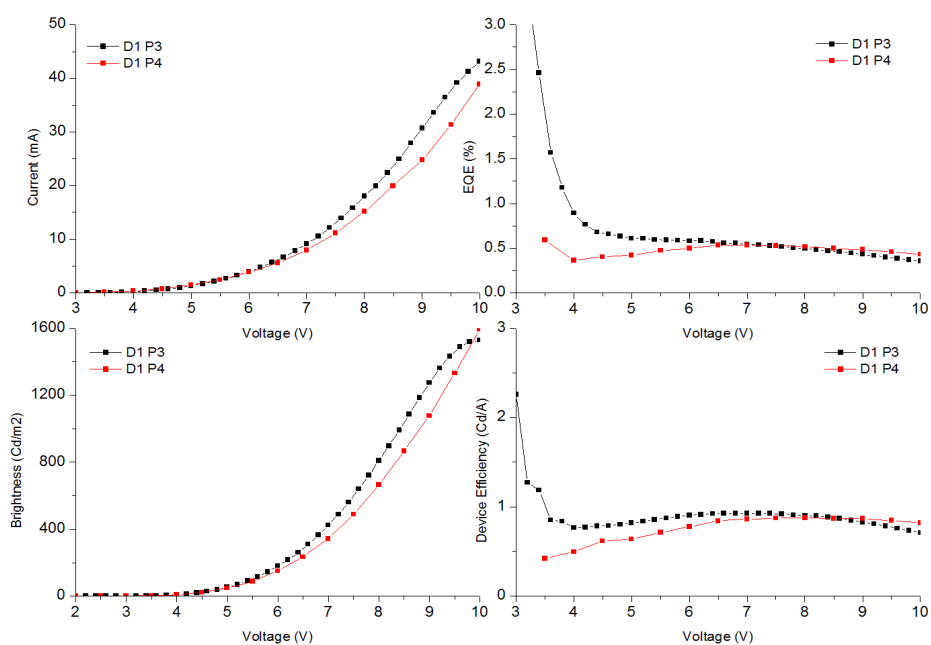 50
40
30
20
10
0
Current (mA)
D1 P3
D1 P4
3 2 3 4 5 6 7 8 9 10
Voltage (V)
3.0
2.5
2.0
1.5
1.0
0.5
0.0
EQE (%)
D1 P3
D1 P4
3 4 5 6 7 8 9 10
Voltage (V)
1600
1200
800
400
0
Brightness (Cd/m2)
D1 P3
D1 P4
2 3 4 5 6 7 8 9 10
Voltage (V)
3
2
1
0
Device Efficiency (Cd/A)
D1 P3
D1 P4
3 4 5 6 7 8 9 10
Voltage (V)